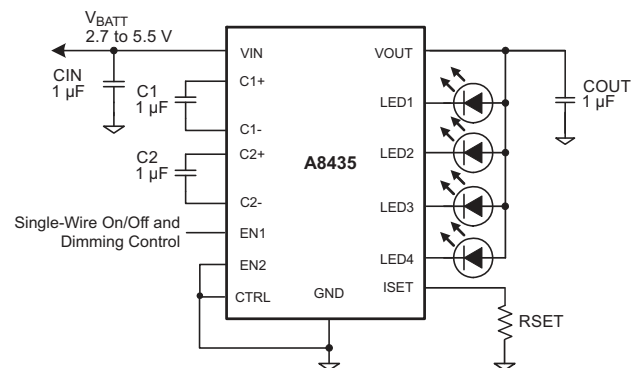 VBATT
2.7 to 5.5 V
CIN
1 µF
C1
1 µF
C2
1 µF
Single-Wire On/Off and
Dimming Control
VIN
C1+
C1-
C2+
C2-
EN1
EN2
CTRL
A8435
GND
VOUT
LED1
LED2
LED3
LED4
ISET
COUT
1 µF
RSET